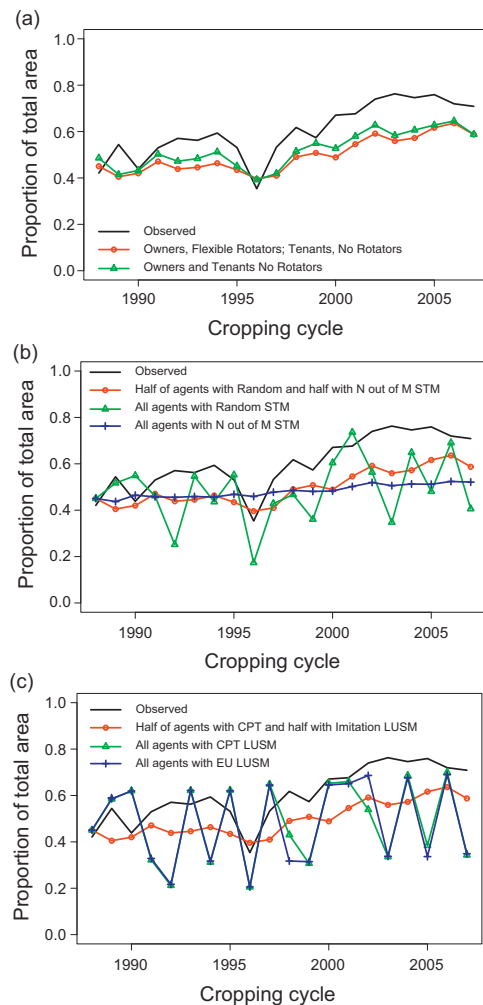 (a)
Proportion of total area
1.0
0.8
0.6
0.4
0.2
0.0
Observed
Owners, Flexible Rotators; Tenants, No Rotators
Owners and Tenants No Rotators
1990
1995
2000
2005
Cropping cycle
(b)
Proportion of total area
1.0
0.8
0.6
0.4
0.2
0.0
Observed
Half of agents with Random and half with N out of M STM
All agents with Random STM
All agents with N out of M STM
1990
1995
2000
2005
Cropping cycle
(c)
Proportion of total area
1.0
0.8
0.6
0.4
0.2
0.0
Observed
Half of agents with CPT and half with Imitation LUSM
All agents with CPT LUSM
All agents with EU LUSM
1990
1995
2000
2005
Cropping cycle